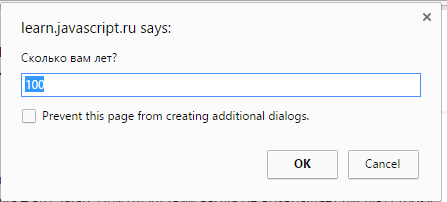 learn.javascript.ru says:
Сколько вам лет?
100
Prevent this page from creating additional dialogs.
OK
Cancel